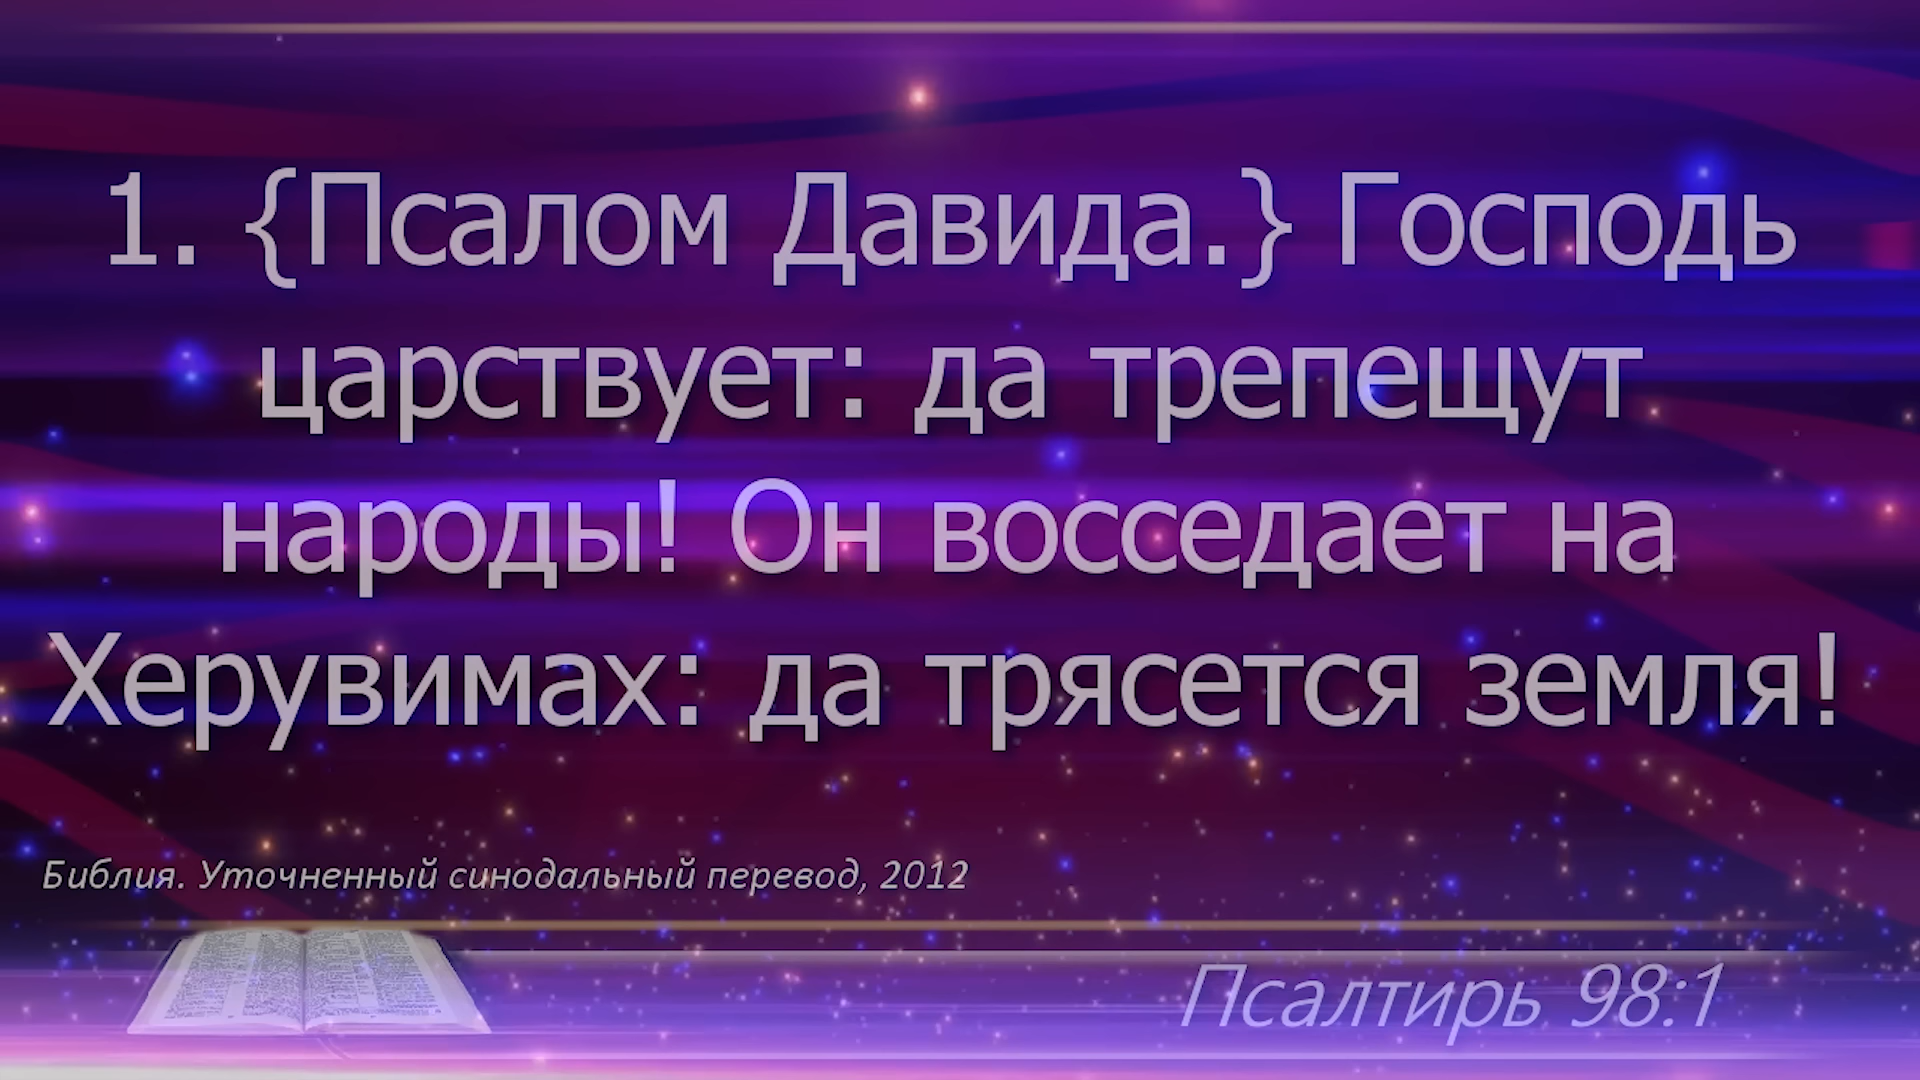 1. {Псалом Давида.} Господь
царствует: да трепещут
народы! Он восседает на
Херувимах: да трясется земля!
Библия. Уточненный синодальный перевод, 2012
Псалтирь 98:1